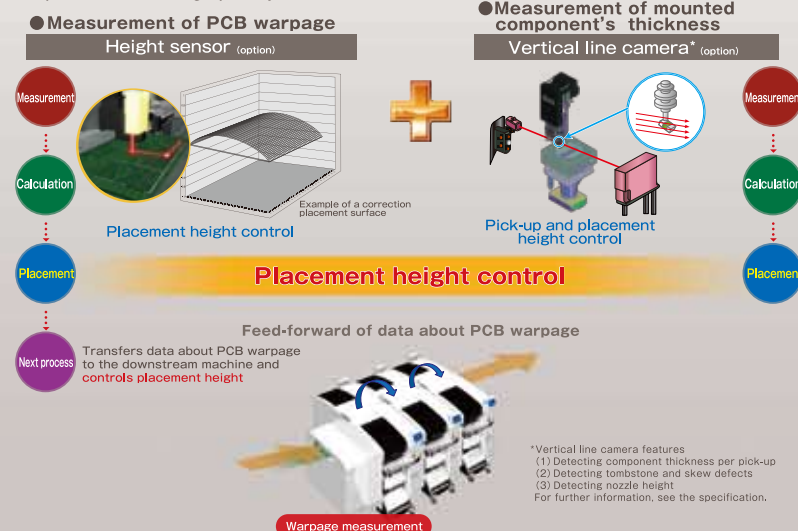 ●Measurement of PCB warpage
Height sensor (option)
Measurement
Calculation
Placement
Next process
Example of a correction
placement surface
Placement height control
●Measurement of mounted
component's thickness
Vertical line camera* (option)
Pick-up and placement
height control
Measurement
Calculation
Placement
Placement height control
Feed-forward of data about PCB warpage
Transfers data about PCB warpage
to the downstream machine and
controls placement height
*Vertical line camera features
(1) Detecting component thickness per pick-up
(2) Detecting tombstone and skew defects
(3) Detecting nozzle height
For further information, see the specification.
Warpage measurement